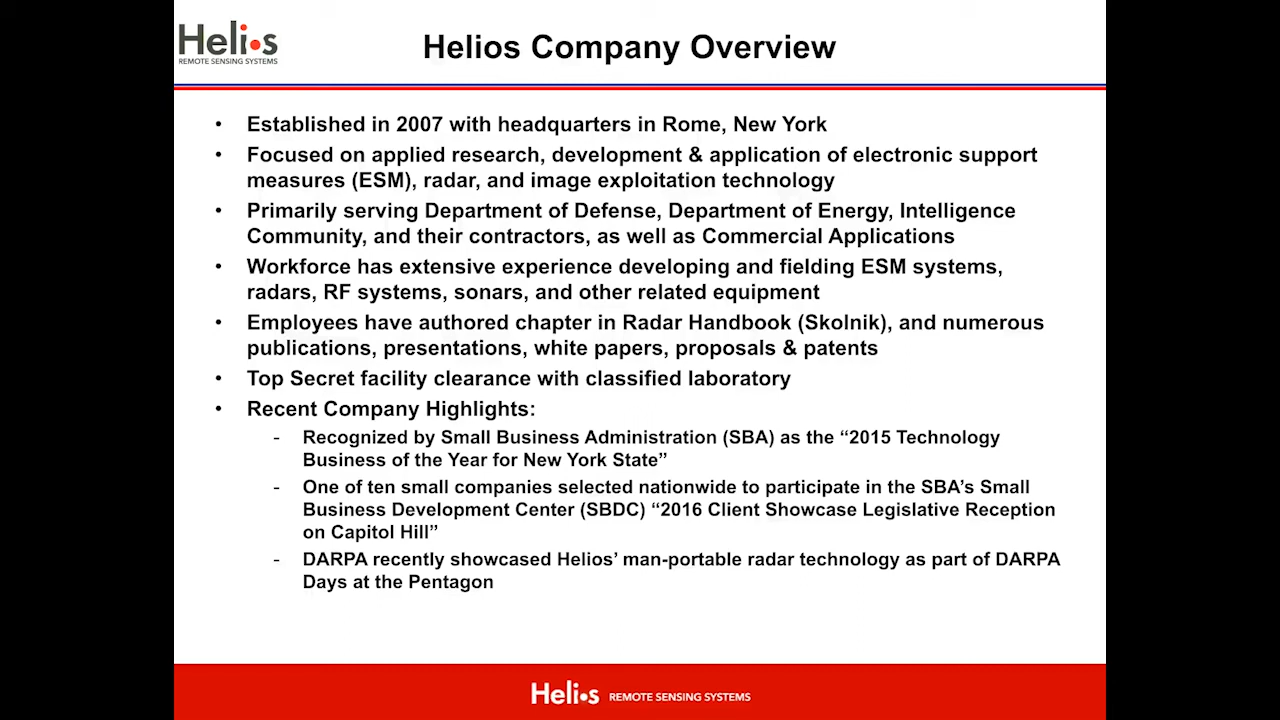 Helios
REMOTE SENSING SYSTEMS
Helios Company Overview
• Established in 2007 with headquarters in Rome, New York
• Focused on applied research, development & application of electronic support
measures (ESM), radar, and image exploitation technology
• Primarily serving Department of Defense, Department of Energy, Intelligence
Community, and their contractors, as well as Commercial Applications
• Workforce has extensive experience developing and fielding ESM systems,
radars, RF systems, sonars, and other related equipment
• Employees have authored chapter in Radar Handbook (Skolnik), and numerous
publications, presentations, white papers, proposals & patents
• Top Secret facility clearance with classified laboratory
• Recent Company Highlights:
- Recognized by Small Business Administration (SBA) as the “2015 Technology
Business of the Year for New York State”
- One of ten small companies selected nationwide to participate in the SBA’s Small
Business Development Center (SBDC) “2016 Client Showcase Legislative Reception
on Capitol Hill”
- DARPA recently showcased Helios’ man-portable radar technology as part of DARPA
Days at the Pentagon
Helios REMOTE SENSING SYSTEMS